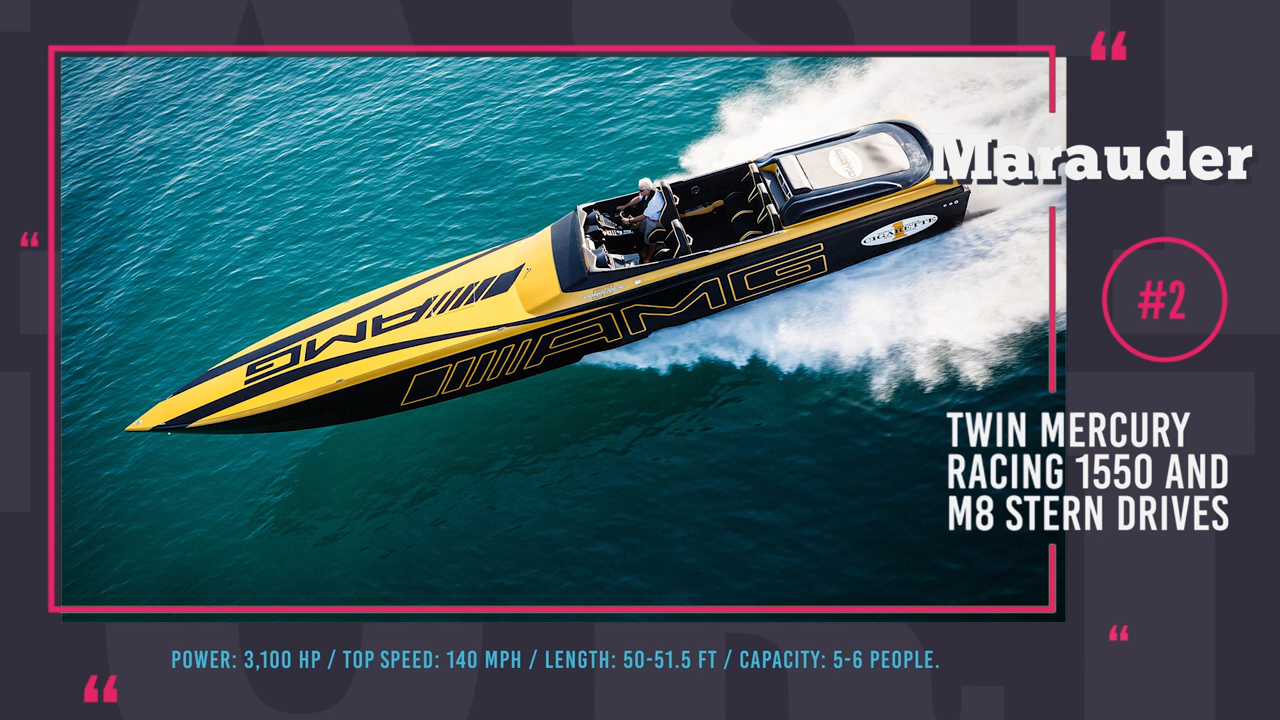 Marauder
#2
AMG
AMG
CIGARETTE
TWIN MERCURY
RACING 1550 AND
M8 STERN DRIVES
POWER: 3,100 HP / TOP SPEED: 140 MPH / LENGTH: 50-51.5 FT / CAPACITY: 5-6 PEOPLE.